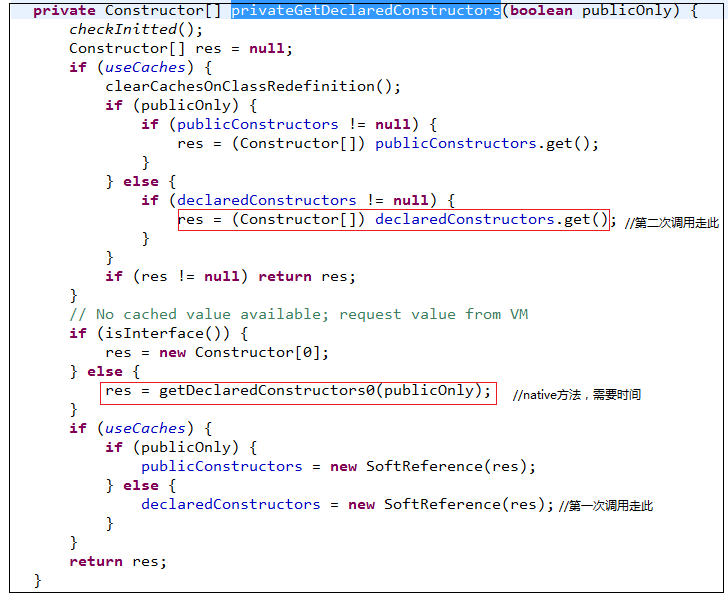 private Constructor[] privateGetDeclaredConstructors(boolean publicOnly) {
checkInitted();
Constructor[] res = null;
if (useCaches) {
clearCachesOnClassRedefinition();
if (publicOnly) {
if (publicConstructors != null) {
res = (Constructor[]) publicConstructors.get();
}
} else {
if (declaredConstructors != null) {
res = (Constructor[]) declaredConstructors.get(); //第二次调用走此
}
}
if (res != null) return res;
}
// No cached value available; request value from VM
if (isInterface()) {
res = new Constructor[0];
} else {
res = getDeclaredConstructors0(publicOnly); //native方法，需要时间
}
if (useCaches) {
if (publicOnly) {
publicConstructors = new SoftReference(res);
} else {
declaredConstructors = new SoftReference(res); //第一次调用走此
}
}
return res;
}